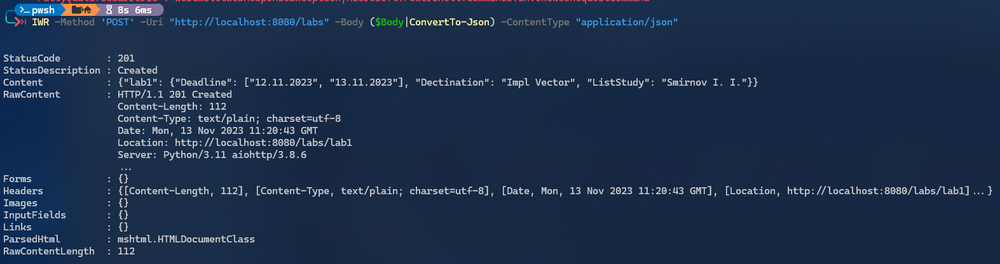 pwsh 8s 6ms
IWR -Method 'POST' -Uri "http://localhost:8080/labs" -Body ($Body|ConvertTo-Json) -ContentType "application/json"
StatusCode : 201
StatusDescription : Created
Content : {"lab1": {"Deadline": ["12.11.2023", "13.11.2023"], "Dectination": "Impl Vector", "ListStudy": "Smirnov I. I."}}
RawContent : HTTP/1.1 201 Created
Content-Length: 112
Content-Type: text/plain; charset=utf-8
Date: Mon, 13 Nov 2023 11:20:43 GMT
Location: http://localhost:8080/labs/lab1
Server: Python/3.11 aiohttp/3.8.6
...
Forms : {}
Headers : {[Content-Length, 112], [Content-Type, text/plain; charset=utf-8], [Date, Mon, 13 Nov 2023 11:20:43 GMT], [Location, http://localhost:8080/labs/lab1]...}
Images : {}
InputFields : {}
Links : {}
ParsedHtml : mshtml.HTMLDocumentClass
RawContentLength : 112